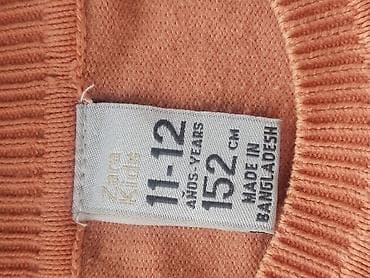 Zara
Kids
11-12
AÑOS-YEARS
152 CM
MADE IN
BANGLADESH